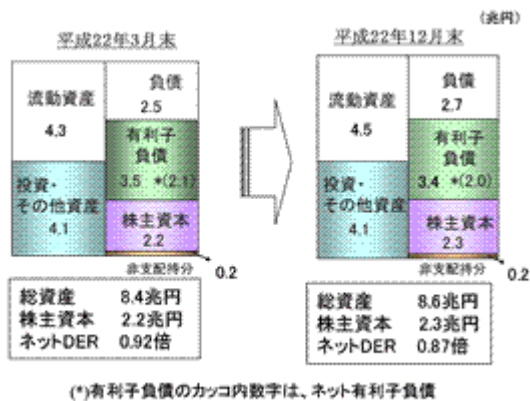 (兆円)
平成22年3月末
流動資産
4.3
負債
2.5
有利子
負債
3.5 *(2.1)
投資・
その他資産
4.1
株主資本
2.2
非支配持分
0.2
総資産 8.4兆円
株主資本 2.2兆円
ネットDER 0.92倍
平成22年12月末
流動資産
4.5
負債
2.7
有利子
負債
3.4 *(2.0)
投資・
その他資産
4.1
株主資本
2.3
非支配持分
0.2
総資産 8.6兆円
株主資本 2.3兆円
ネットDER 0.87倍
(*)有利子負債のカッコ内数字は、ネット有利子負債